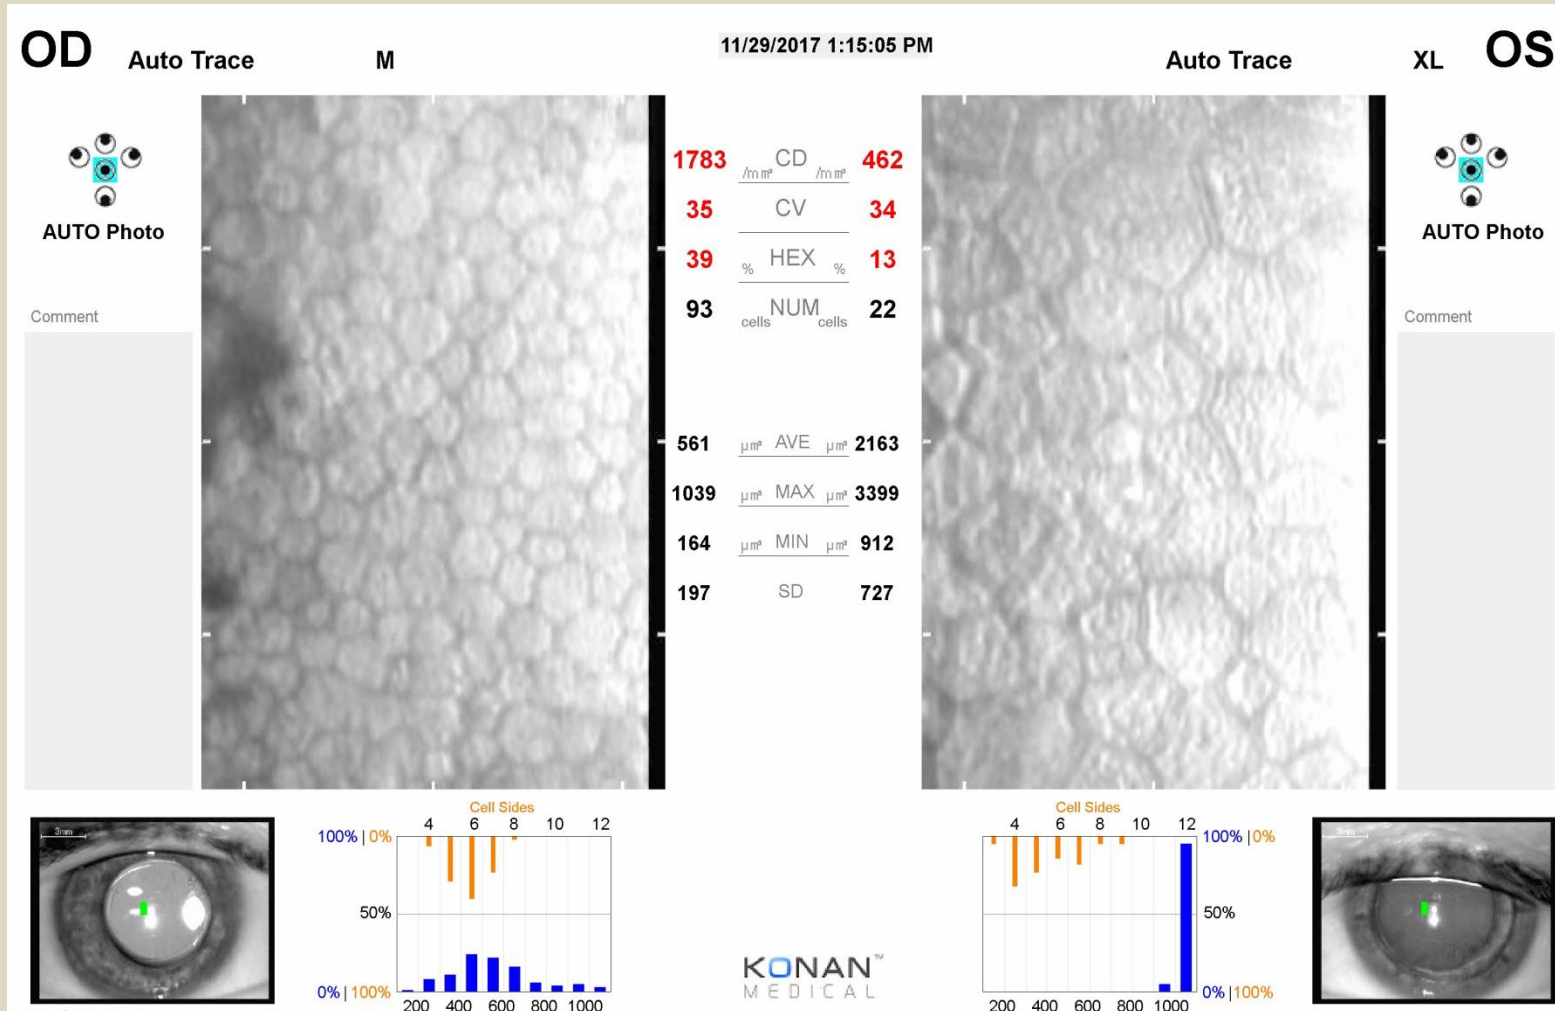 OD Auto Trace M 11/29/2017 1:15:05 PM Auto Trace XL OS
1783 /mm² CD /mm² 462
35 CV 34
AUTO Photo AUTO Photo
39 % HEX % 13
93 cells NUM cells 22
Comment Comment
561 μm² AVE μm² 2163
1039 μm² MAX μm² 3399
164 μm² MIN μm² 912
197 SD 727
Cell Sides Cell Sides
4 6 8 10 12 4 6 8 10 12
3mm 100% | 0% 100% | 0% 3mm
50% 50%
KONAN™
MEDICAL
0% | 100% 0% | 100%
200 400 600 800 1000 200 400 600 800 1000